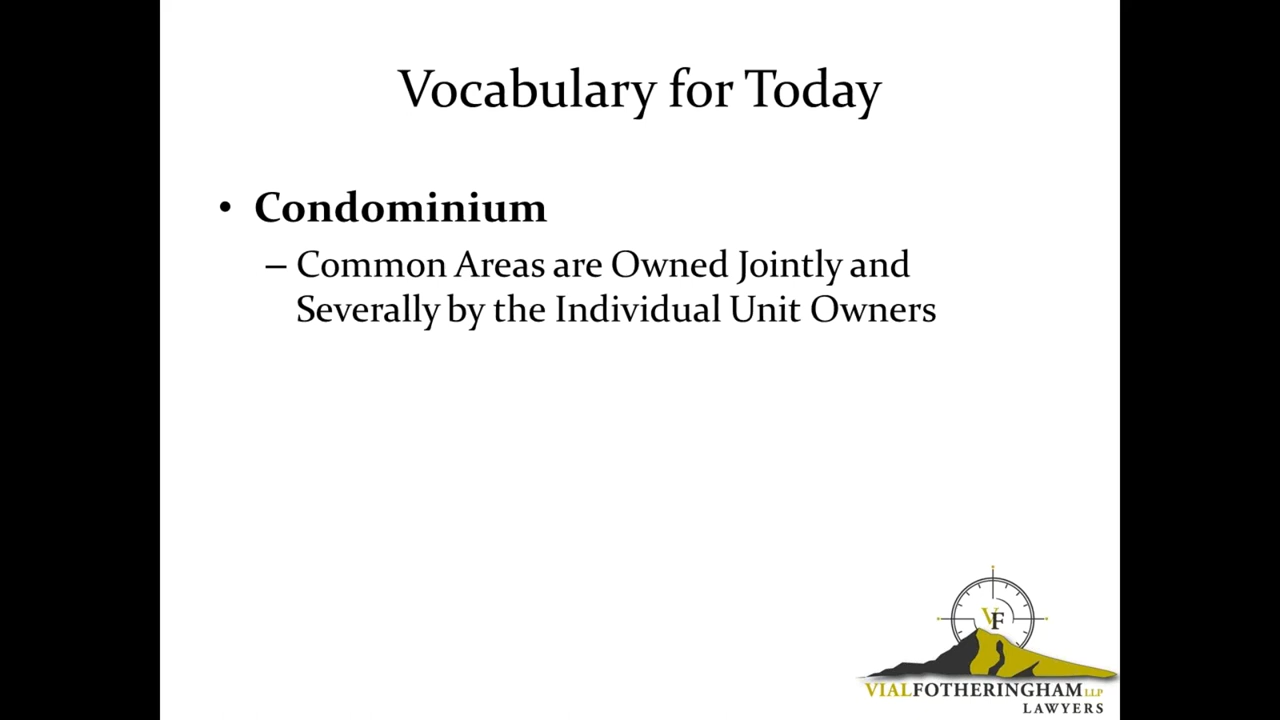 Vocabulary for Today
• Condominium
– Common Areas are Owned Jointly and
Severally by the Individual Unit Owners
VF
VIALFOTHERINGHAM LLP
LAWYERS